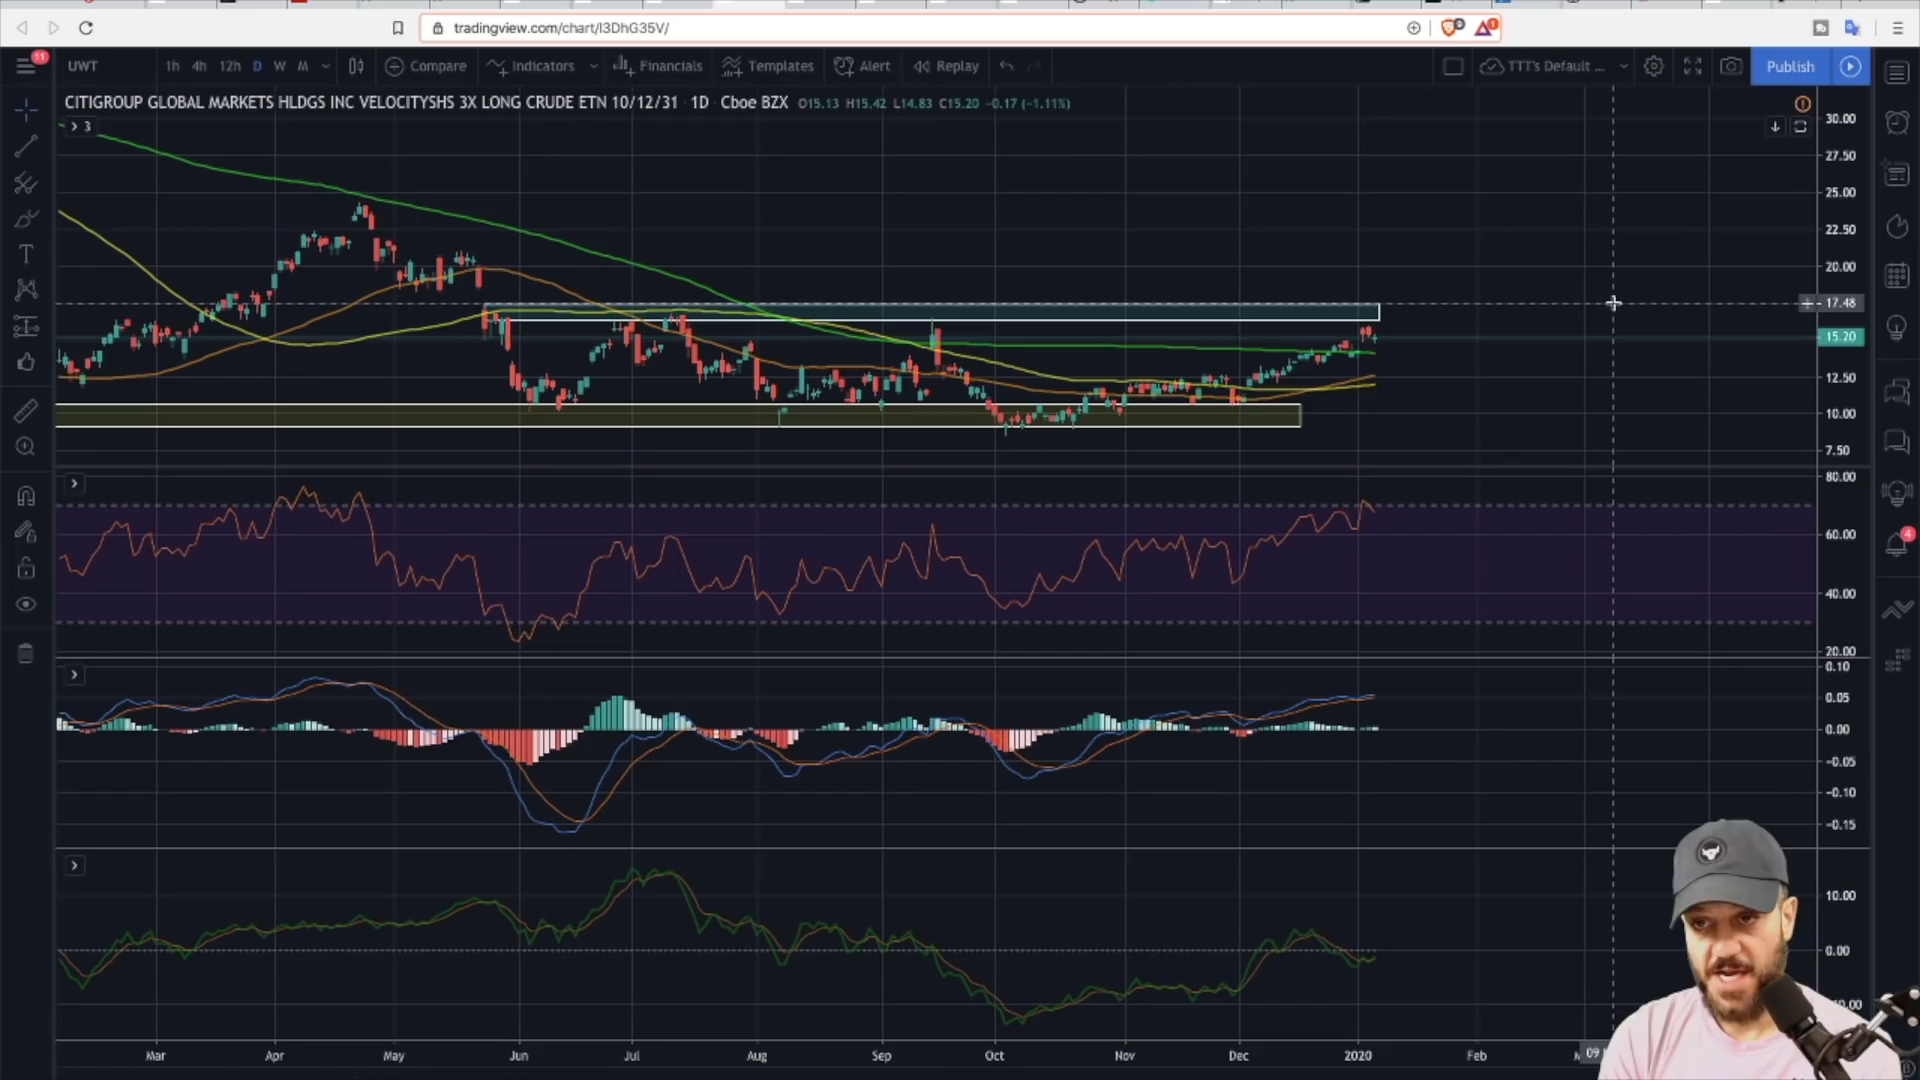 tradingview.com/chart/I3DhG35V/
11
UWT
1h 4h 12h D W M
Compare
Indicators
Financials
Templates
Alert
Replay
TTT's Default ...
Publish
CITIGROUP GLOBAL MARKETS HLDGS INC VELOCITYSHS 3X LONG CRUDE ETN 10/12/31 · 1D · Cboe BZX O15.13 H15.42 L14.83 C15.20 −0.17 (−1.11%)
3
30.00
27.50
25.00
22.50
20.00
17.48
15.20
12.50
10.00
7.50
80.00
60.00
40.00
20.00
0.10
0.05
0.00
−0.05
−0.10
−0.15
10.00
0.00
4
Mar Apr May Jun Jul Aug Sep Oct Nov Dec 2020 Feb 09